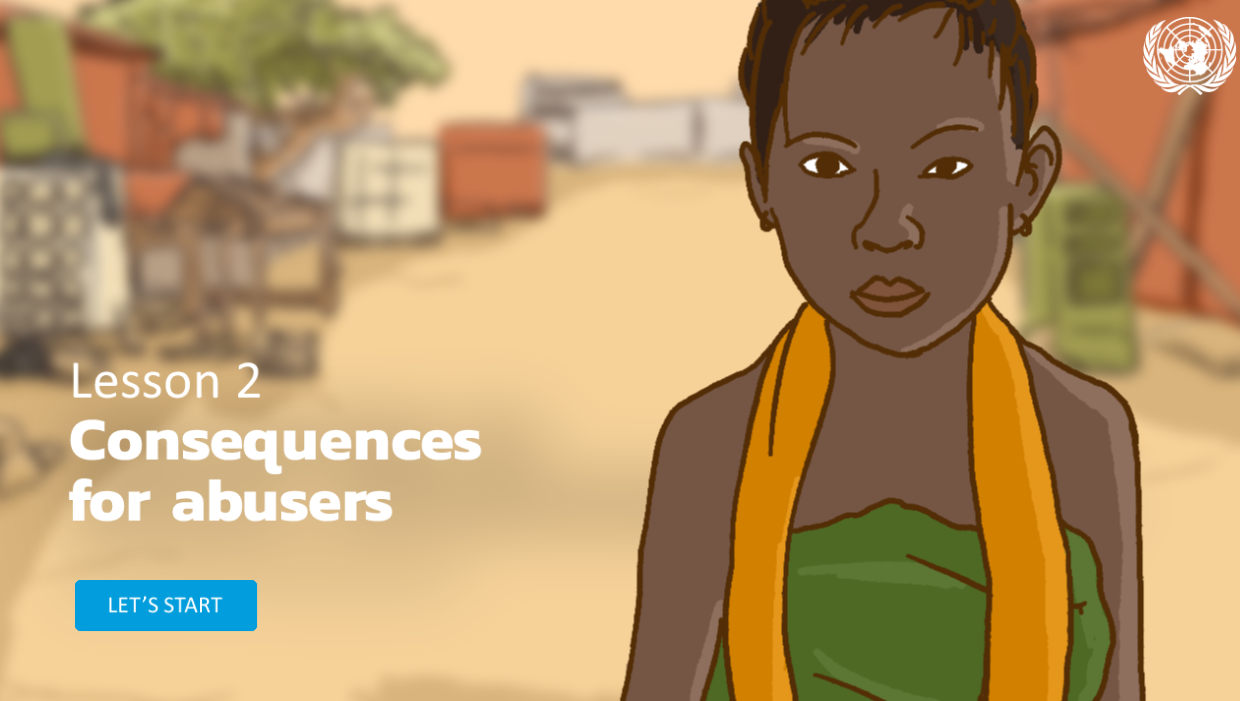 Lesson 2
Consequences
for abusers
LET'S START